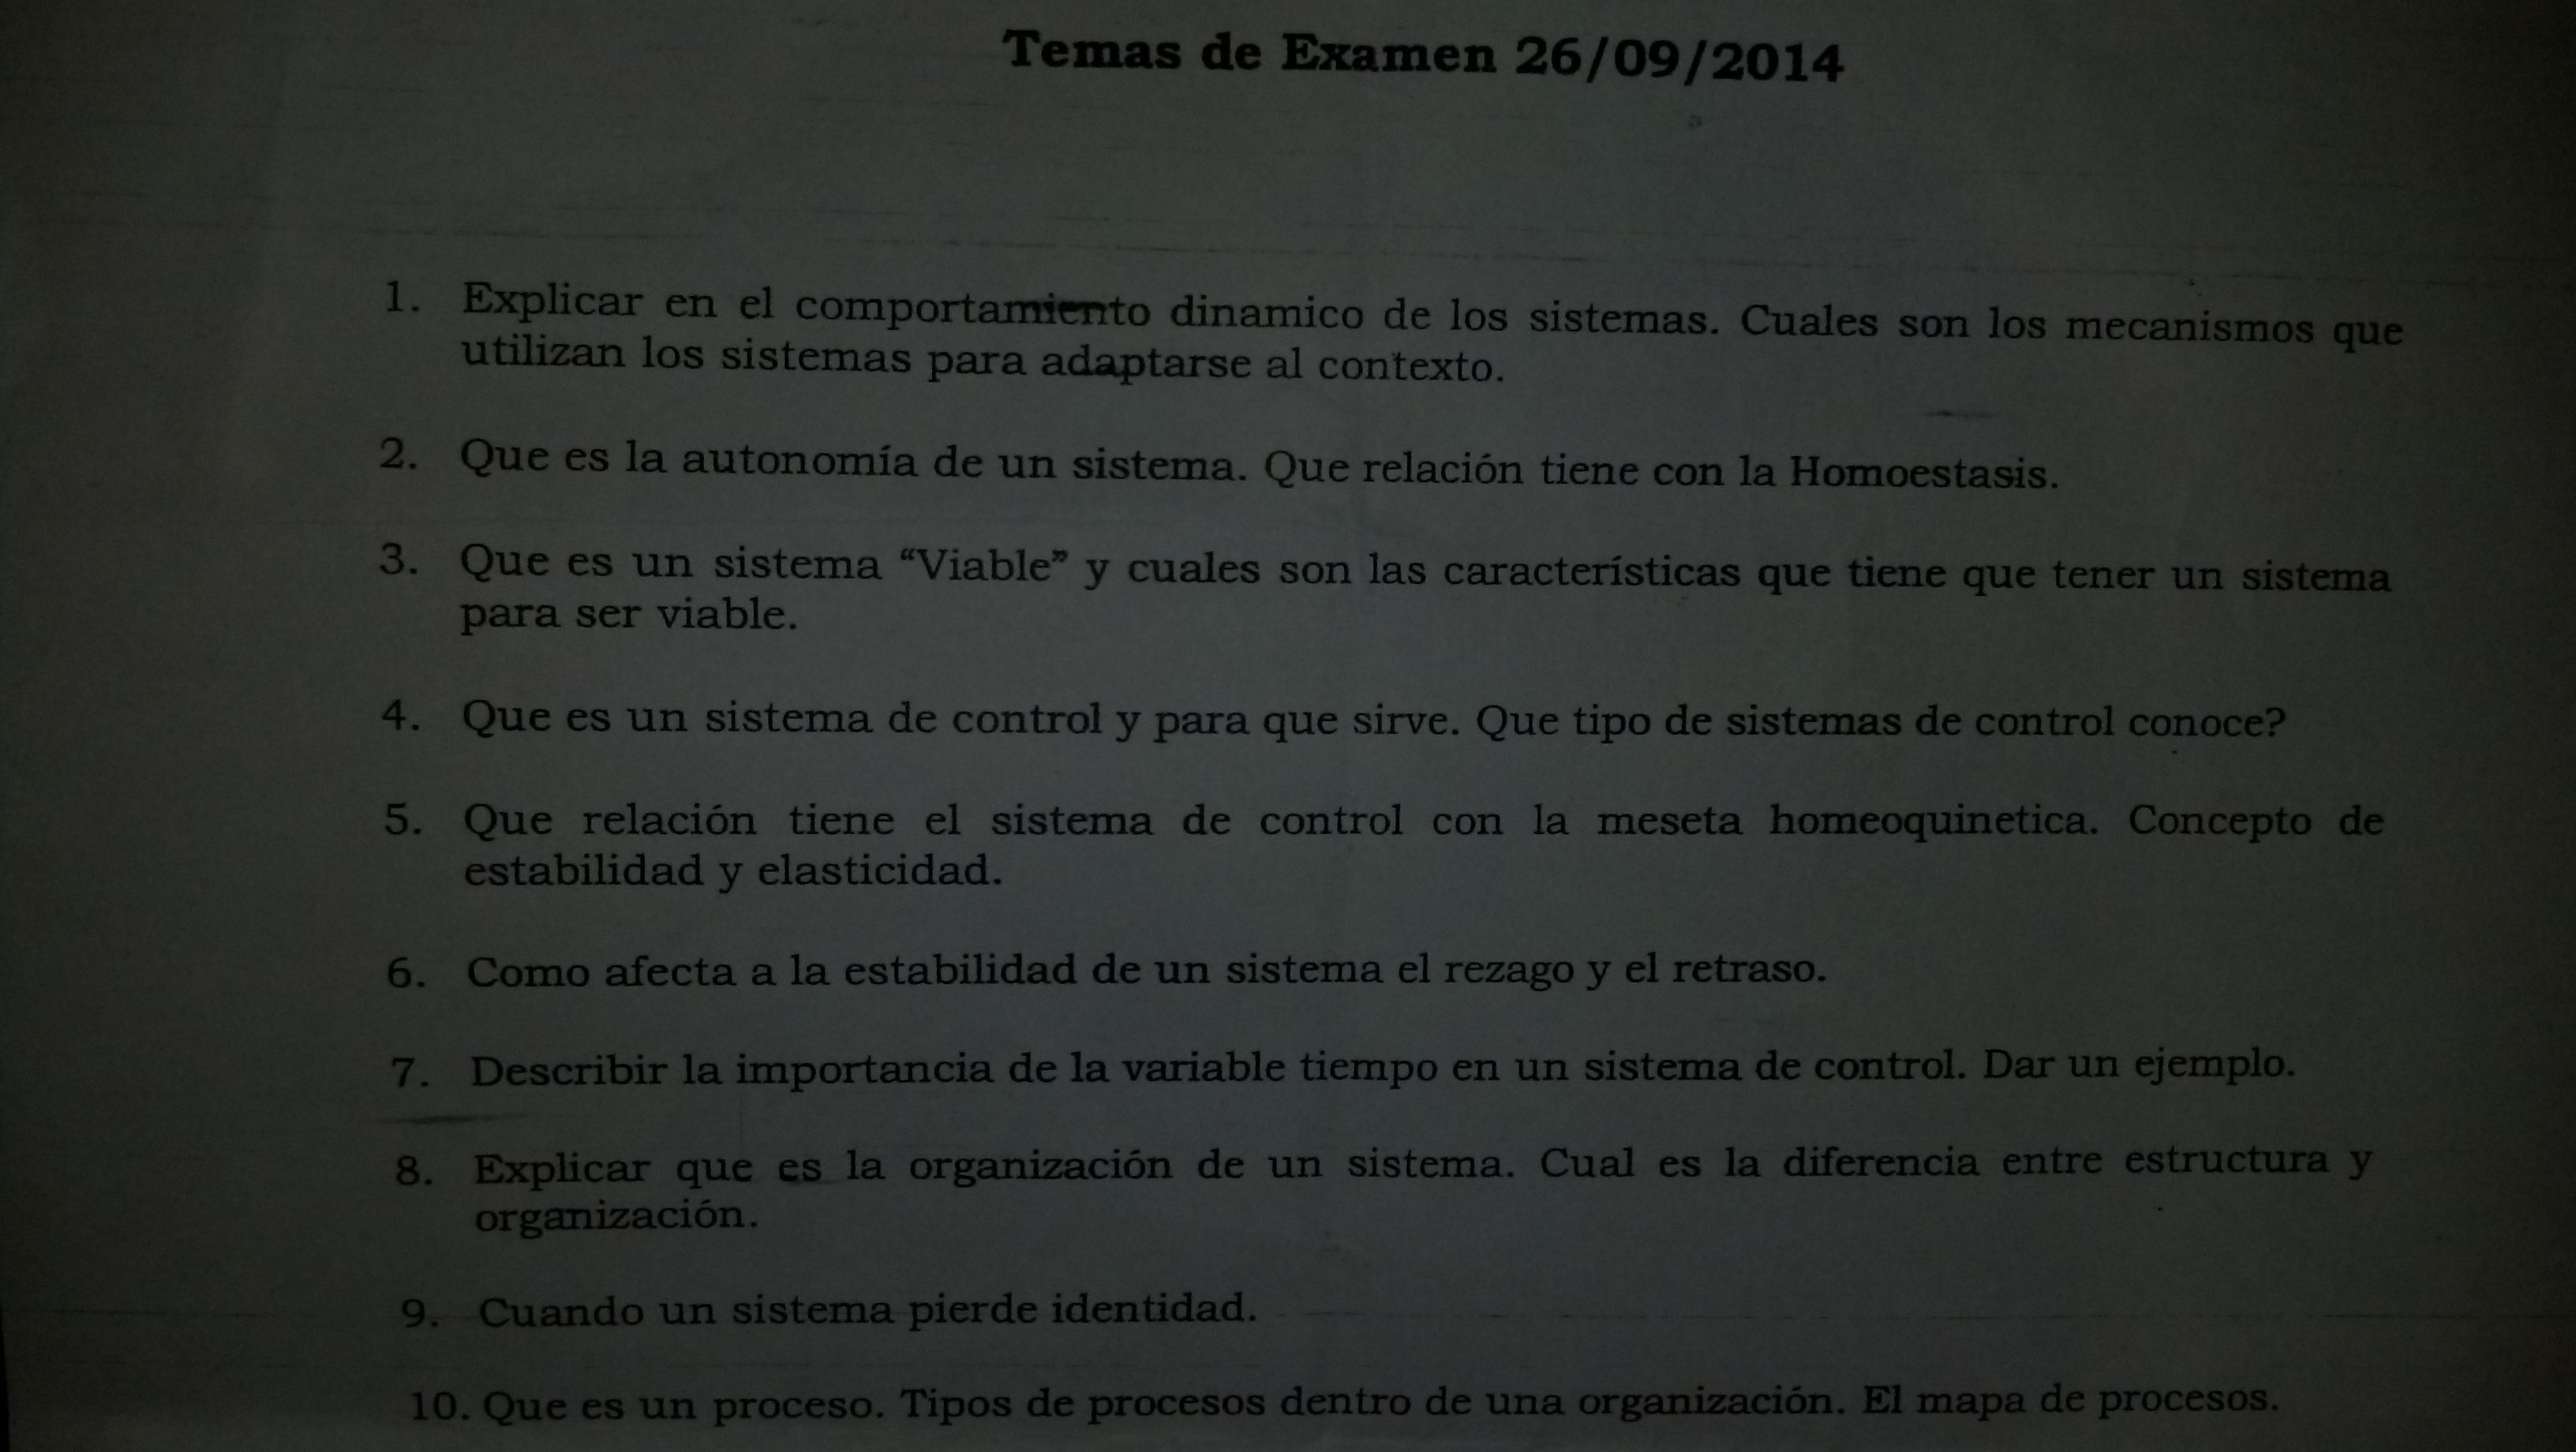 Temas de Examen 26/09/2014
1. Explicar en el comportamiento dinamico de los sistemas. Cuales son los mecanismos que
utilizan los sistemas para adaptarse al contexto.
2. Que es la autonomía de un sistema. Que relación tiene con la Homoestasis.
3. Que es un sistema “Viable” y cuales son las características que tiene que tener un sistema
para ser viable.
4. Que es un sistema de control y para que sirve. Que tipo de sistemas de control conoce?
5. Que relación tiene el sistema de control con la meseta homeoquinetica. Concepto de
estabilidad y elasticidad.
6. Como afecta a la estabilidad de un sistema el rezago y el retraso.
7. Describir la importancia de la variable tiempo en un sistema de control. Dar un ejemplo.
8. Explicar que es la organización de un sistema. Cual es la diferencia entre estructura y
organización.
9. Cuando un sistema pierde identidad.
10. Que es un proceso. Tipos de procesos dentro de una organización. El mapa de procesos.